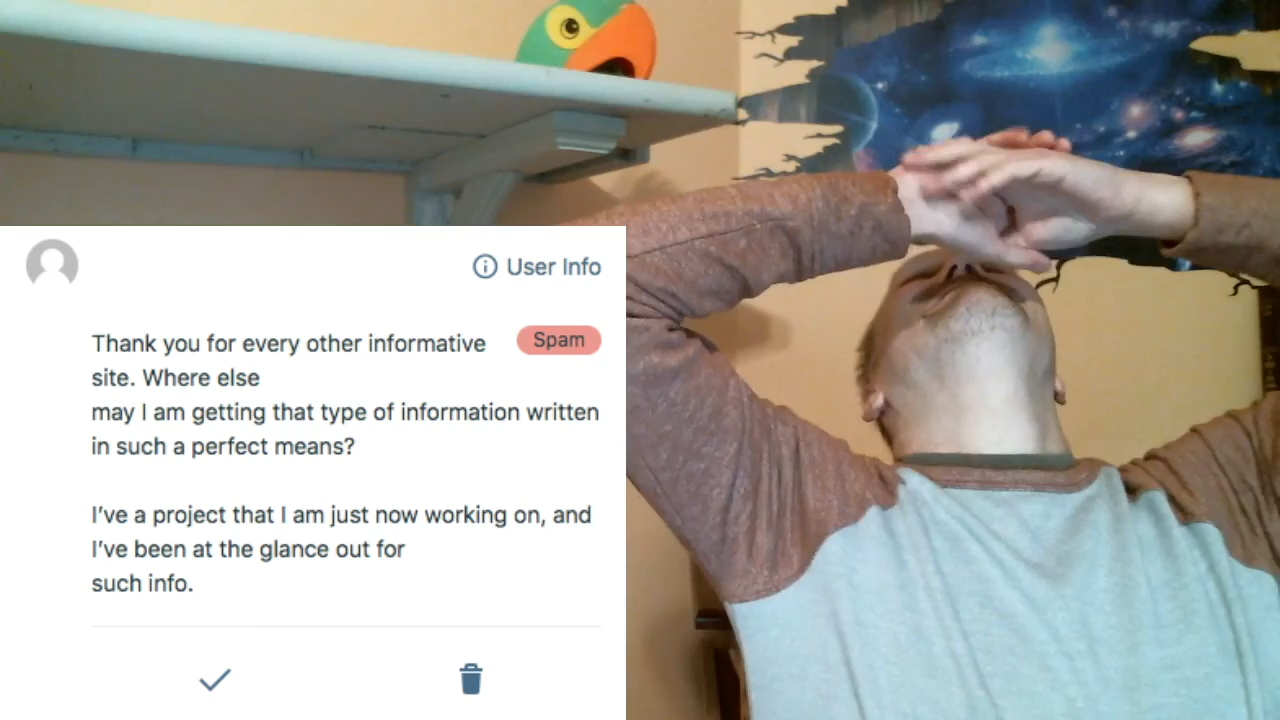 User Info
Thank you for every other informative
Spam
site. Where else
may I am getting that type of information written
in such a perfect means?
I’ve a project that I am just now working on, and
I’ve been at the glance out for
such info.